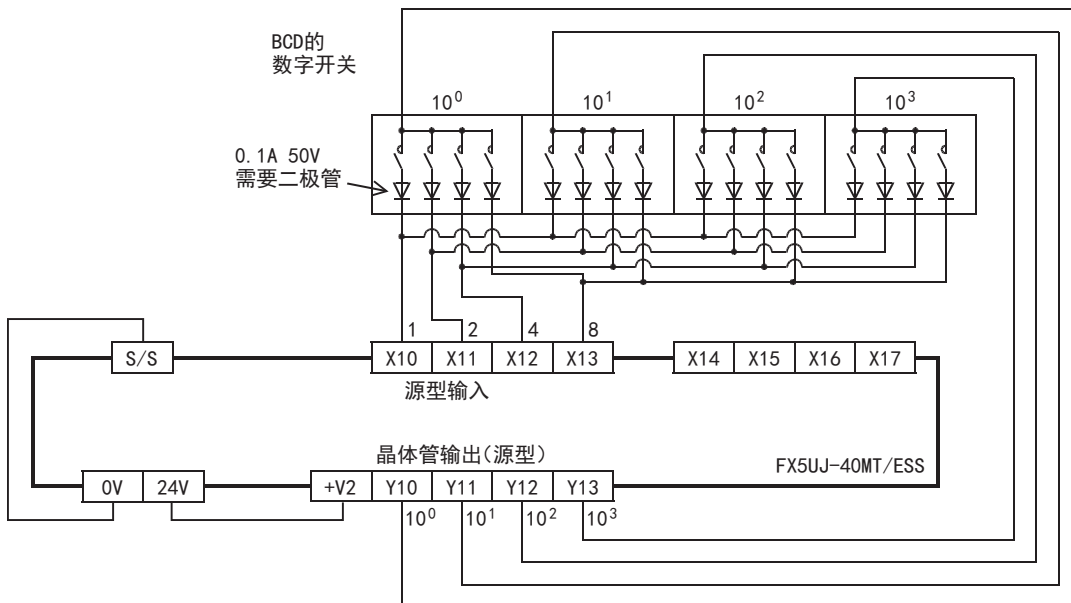 BCD的
数字开关
10⁰ 10¹ 10² 10³
0.1A 50V
需要二极管
1 2 4 8
S/S X10 X11 X12 X13 X14 X15 X16 X17
源型输入
晶体管输出(源型)
FX5UJ-40MT/ESS
0V 24V +V2 Y10 Y11 Y12 Y13
10⁰ 10¹ 10² 10³